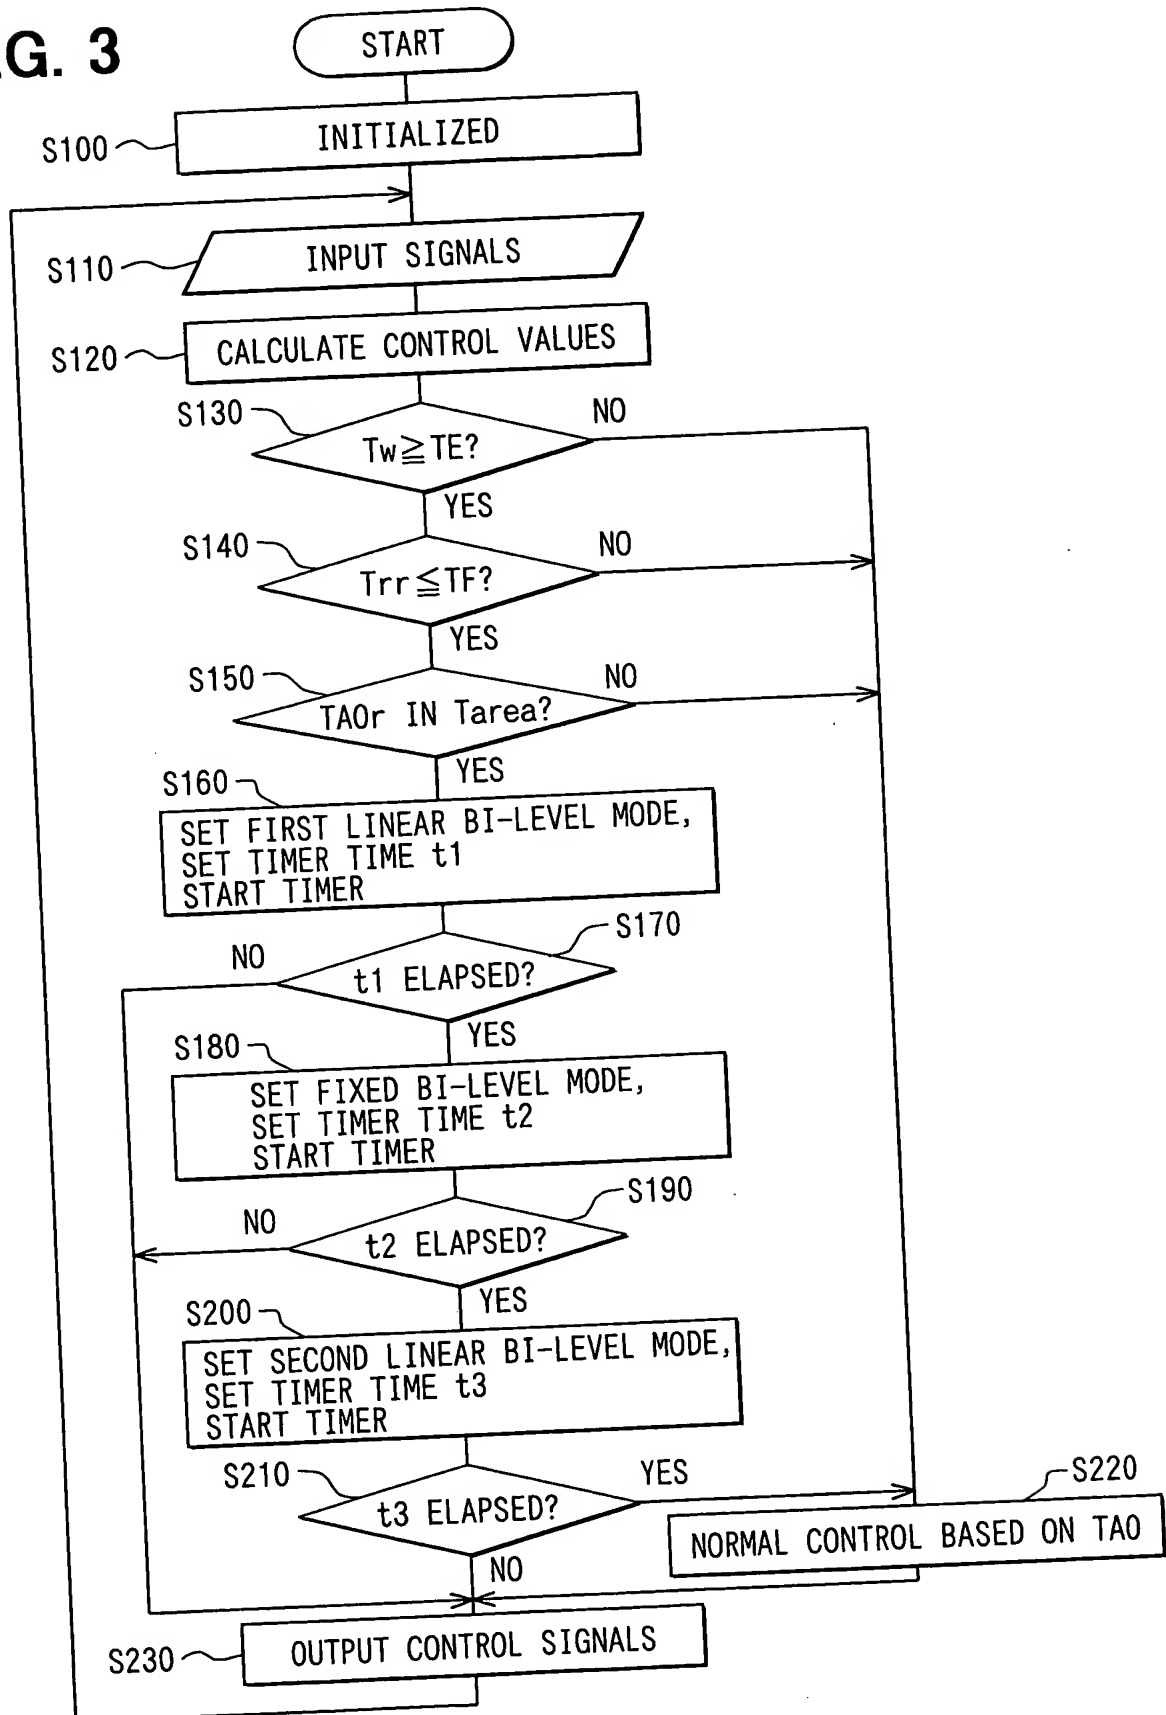 G. 3
START
S100
INITIALIZED
S110
INPUT SIGNALS
S120
CALCULATE CONTROL VALUES
S130
Tw≧TE?
NO
YES
S140
Trr≦TF?
NO
YES
S150
TAOr IN Tarea?
NO
YES
S160
SET FIRST LINEAR BI-LEVEL MODE,
SET TIMER TIME t1
START TIMER
S170
NO
t1 ELAPSED?
YES
S180
SET FIXED BI-LEVEL MODE,
SET TIMER TIME t2
START TIMER
S190
NO
t2 ELAPSED?
YES
S200
SET SECOND LINEAR BI-LEVEL MODE,
SET TIMER TIME t3
START TIMER
S210
t3 ELAPSED?
YES
NO
S220
NORMAL CONTROL BASED ON TAO
S230
OUTPUT CONTROL SIGNALS